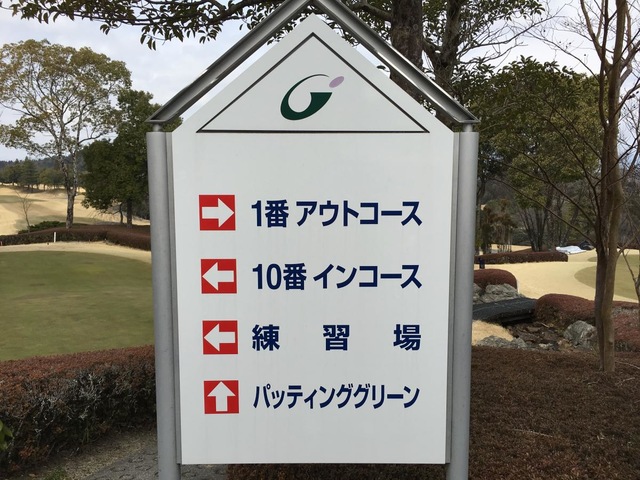 1番 アウトコース
10番 インコース
練習場
パッティンググリーン